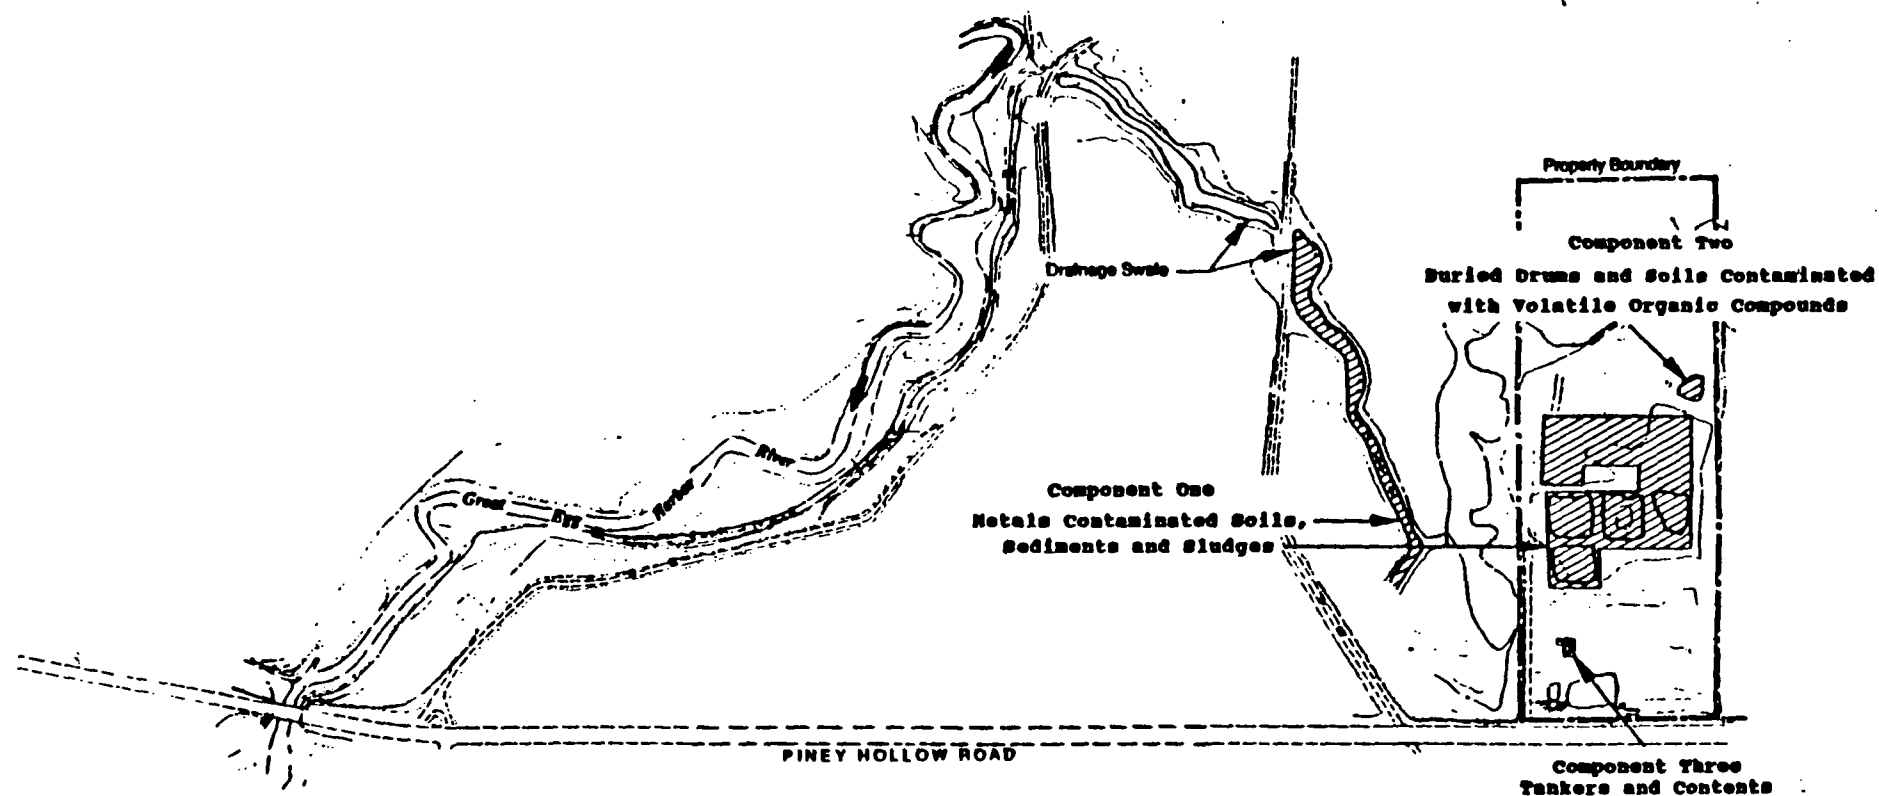 Property Boundary
Component Two
Buried Drums and Soils Contaminated
with Volatile Organic Compounds
Drainage Swale
River
Harbor
Egg
Great
Component One
Metals Contaminated Soils,
Sediments and Sludges
PINEY HOLLOW ROAD
Component Three
Tankers and Contents